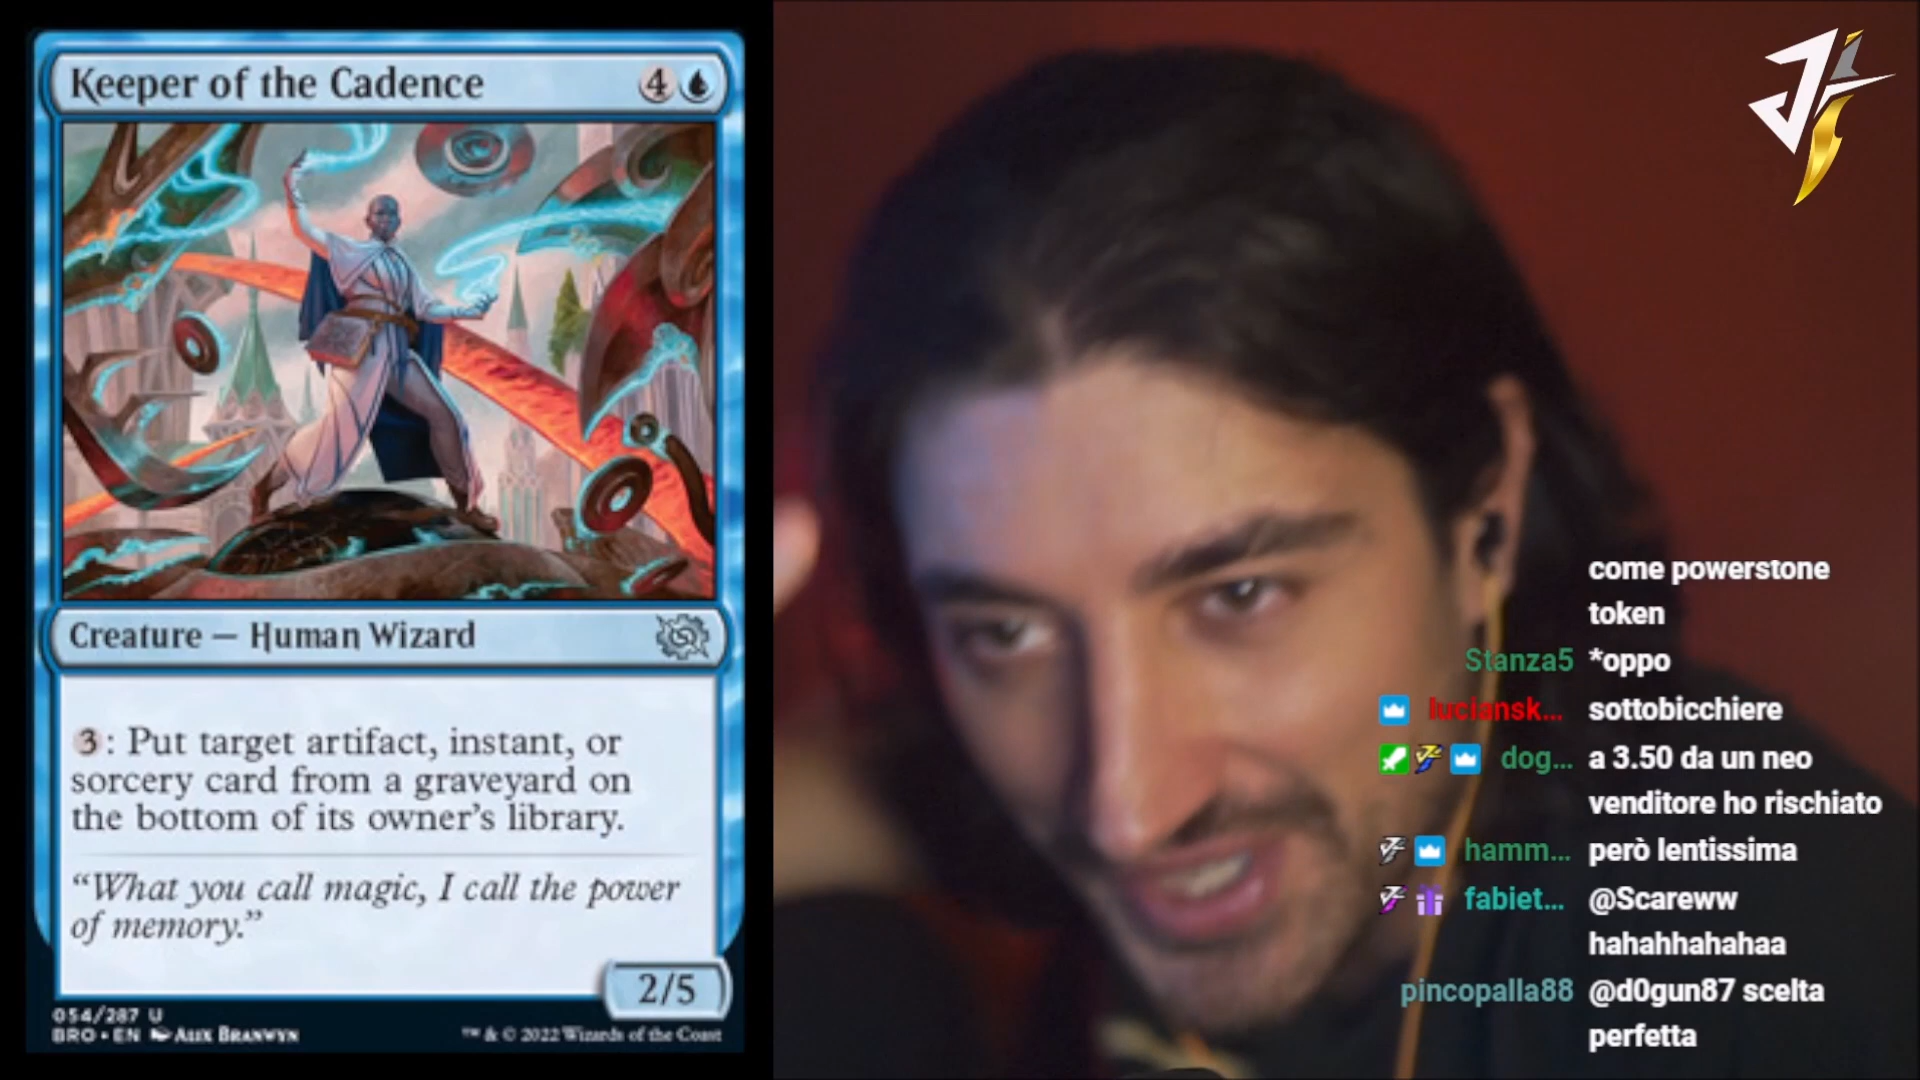 Keeper of the Cadence 4
Creature — Human Wizard
3: Put target artifact, instant, or
sorcery card from a graveyard on
the bottom of its owner's library.
"What you call magic, I call the power
of memory."
2/5
054/287 U
BRO • EN Alix Branwyn
™ & © 2022 Wizards of the Coast
come powerstone
token
Stanza5 *oppo
luciansk... sottobicchiere
dog... a 3.50 da un neo
venditore ho rischiato
hamm... però lentissima
fabiet... @Scareww
hahahhahahaa
pincopalla88 @d0gun87 scelta
perfetta